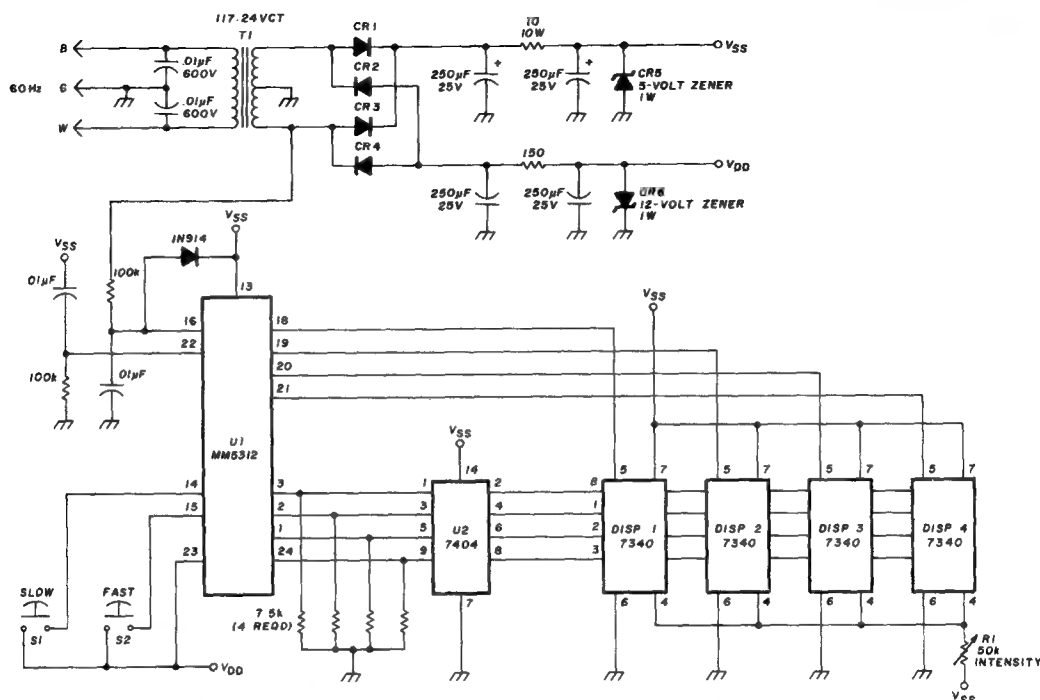 117-24VCT
T1
B
60Hz G
W
.01µF
600V
.01µF
600V
CR1
CR2
CR3
CR4
10
10W
250µF
25V
+
250µF
25V
+
VSS
CR5
5-VOLT ZENER
1W
150
250µF
25V
250µF
25V
VDD
CR6
12-VOLT ZENER
1W
VSS
1N914
VSS
.01µF
100k
13
16
22
100k
.01µF
18
19
20
21
VSS
U1
MM5312
VSS
14
14
15
23
3
2
1
24
1
3
5
9
U2
7404
2
4
6
8
7
8
1
2
3
5
7
DISP 1
7340
6
4
5
7
DISP 2
7340
6
4
5
7
DISP 3
7340
6
4
5
7
DISP 4
7340
6
4
SLOW
S1
FAST
S2
VDD
7.5k
(4 REQD)
R1
50k
INTENSITY
VSS